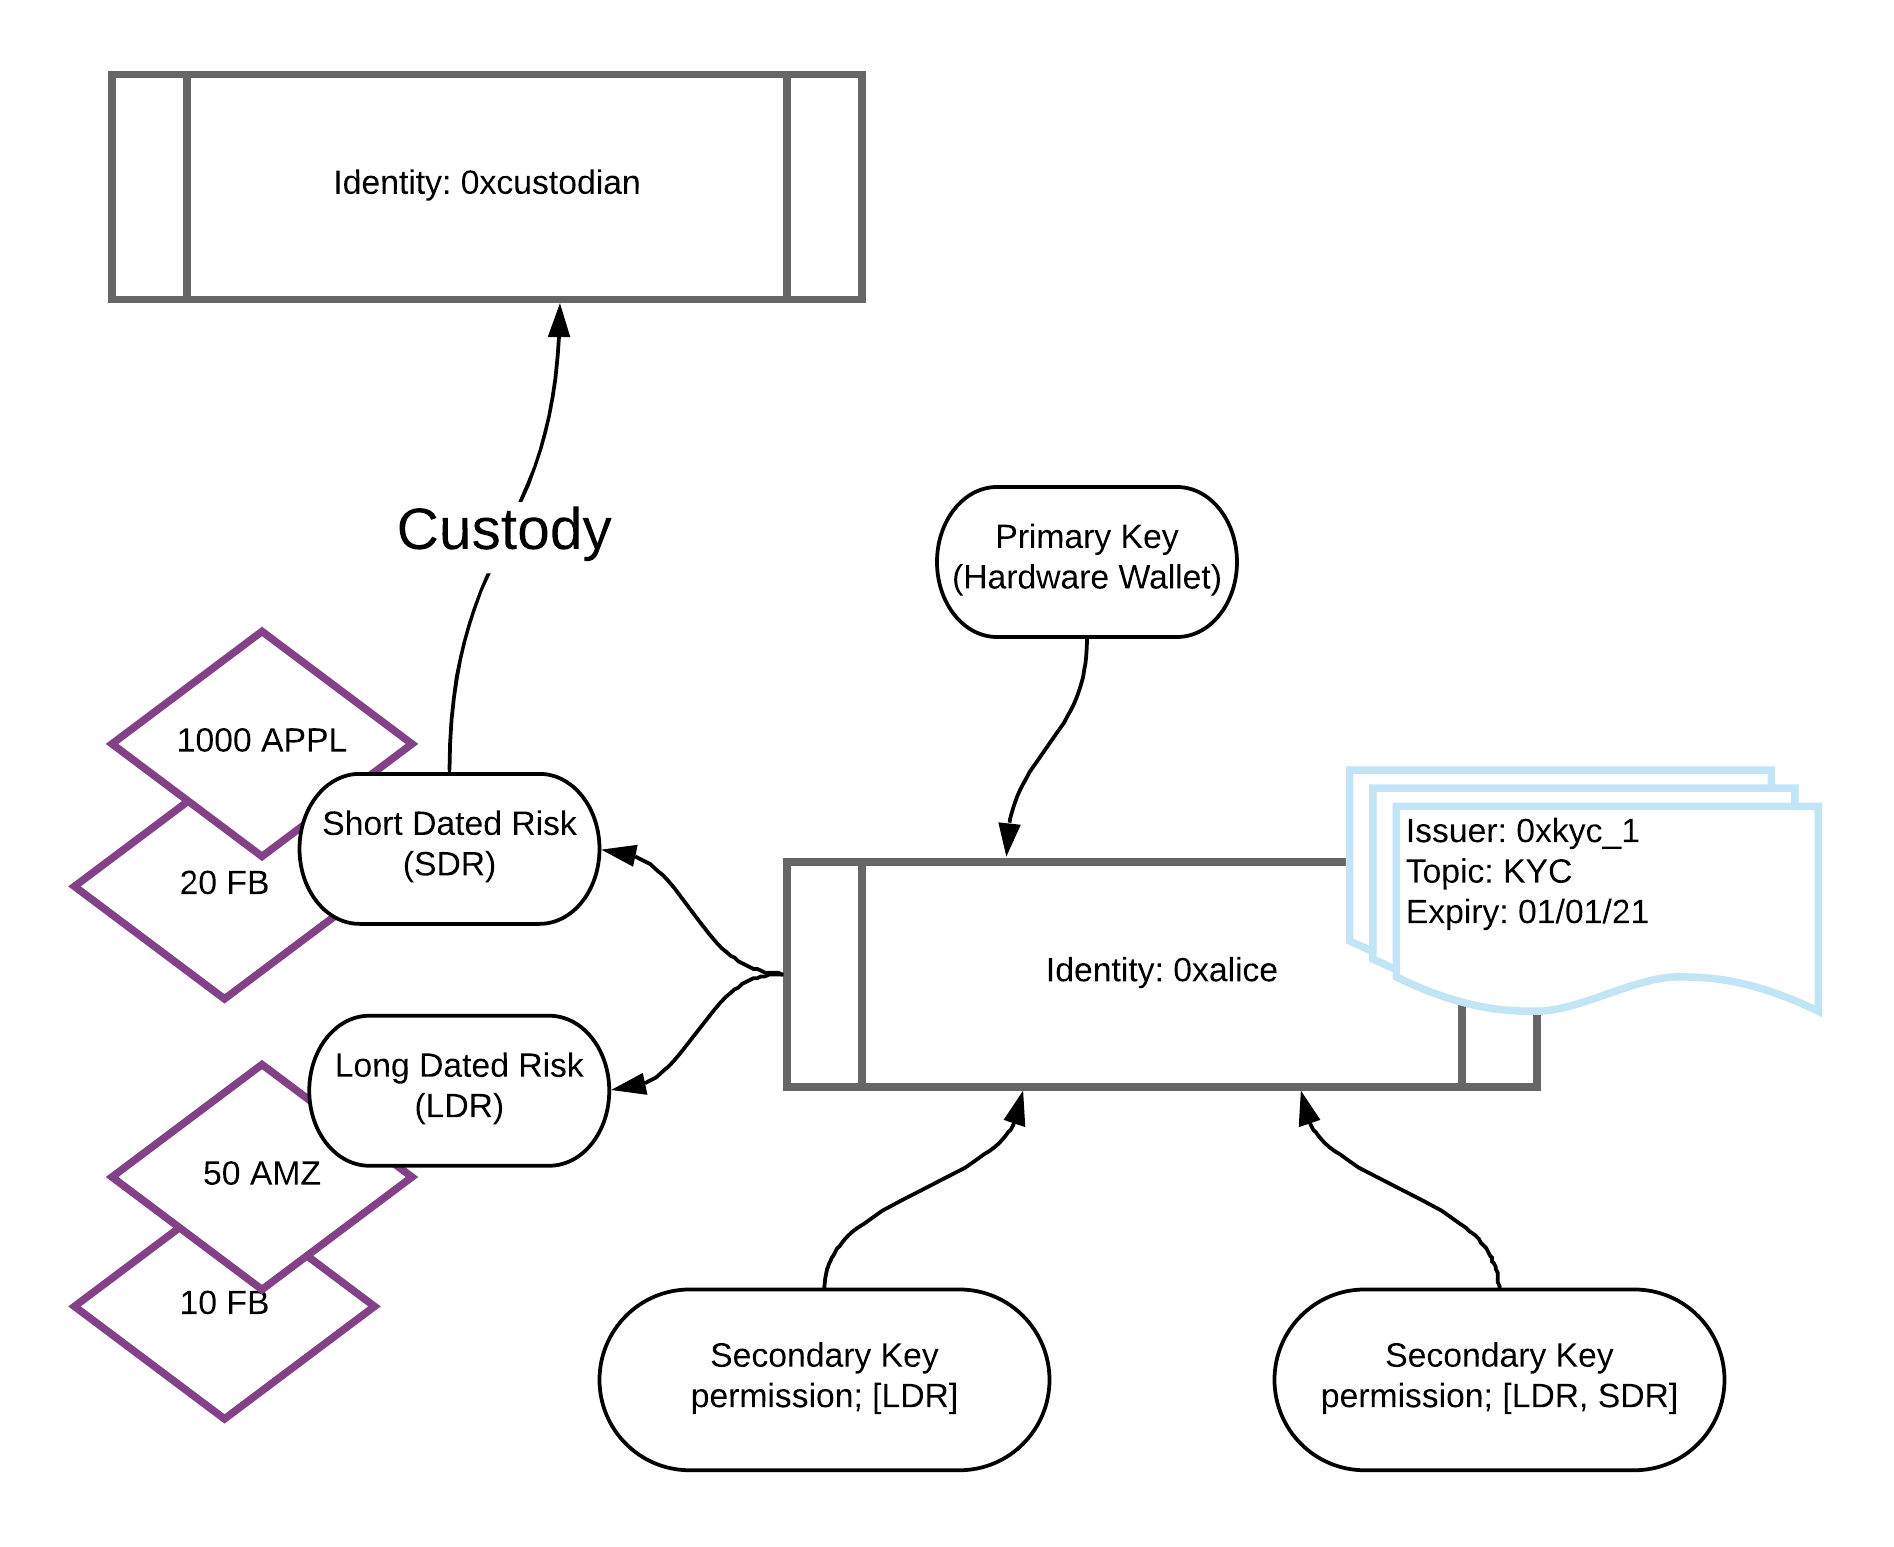 Identity: 0xcustodian
Custody
Primary Key
(Hardware Wallet)
1000 APPL
Short Dated Risk
(SDR)
20 FB
Issuer: 0xkyc_1
Topic: KYC
Expiry: 01/01/21
Identity: 0xalice
Long Dated Risk
(LDR)
50 AMZ
10 FB
Secondary Key
permission; [LDR]
Secondary Key
permission; [LDR, SDR]